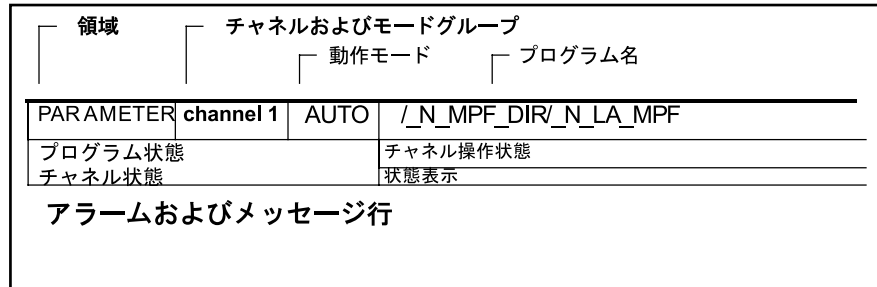 領域 チャネルおよびモードグループ
動作モード プログラム名
PARAMETER channel 1 AUTO /_N_MPF_DIR/_N_LA_MPF
プログラム状態 チャネル操作状態
チャネル状態 状態表示
アラームおよびメッセージ行